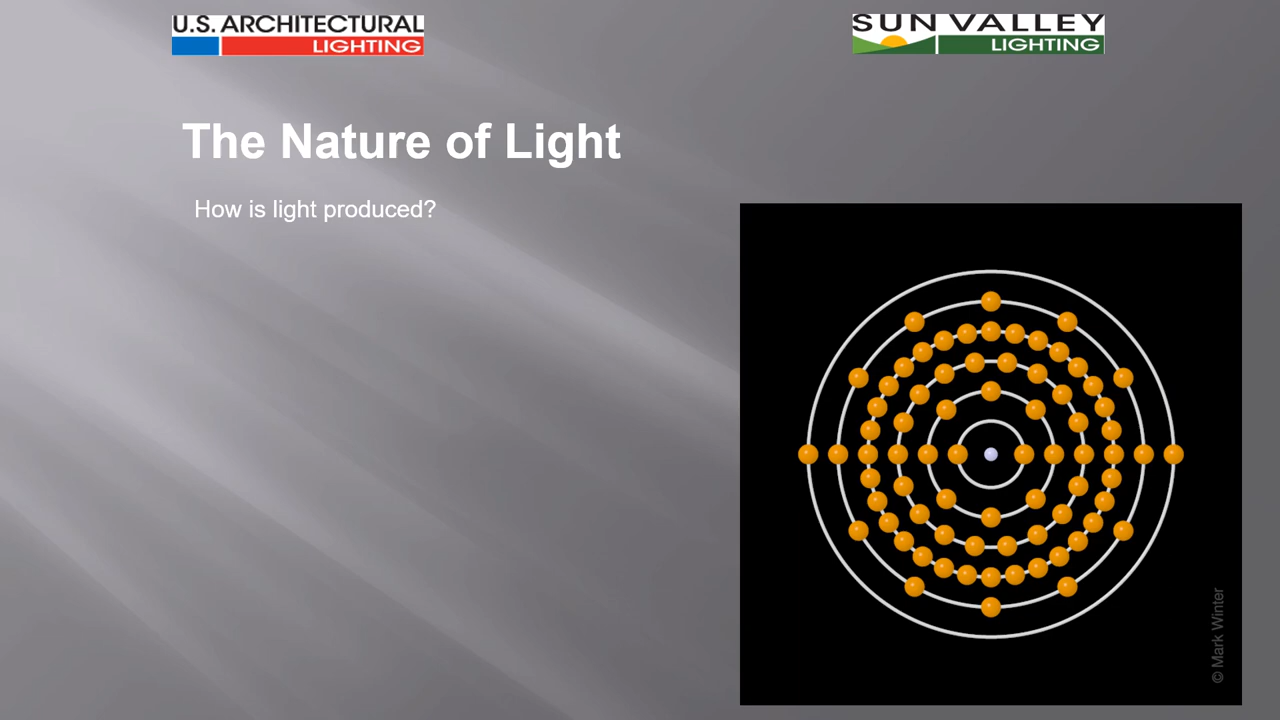 U.S. ARCHITECTURAL
LIGHTING
SUN VALLEY
LIGHTING
The Nature of Light
How is light produced?
© Mark Winter